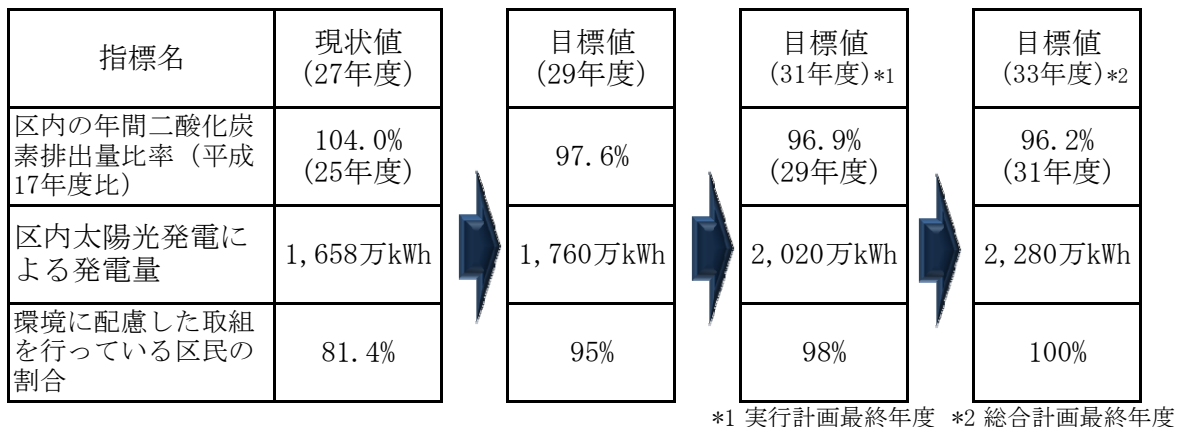 指標名
現状値
(27年度)
目標値
(29年度)
目標値
(31年度)*1
目標値
(33年度)*2
区内の年間二酸化炭
素排出量比率（平成
17年度比）
104.0%
(25年度)
97.6%
96.9%
(29年度)
96.2%
(31年度)
区内太陽光発電に
よる発電量
1,658万kWh
1,760万kWh
2,020万kWh
2,280万kWh
環境に配慮した取組
を行っている区民の
割合
81.4%
95%
98%
100%
*1 実行計画最終年度 *2 総合計画最終年度